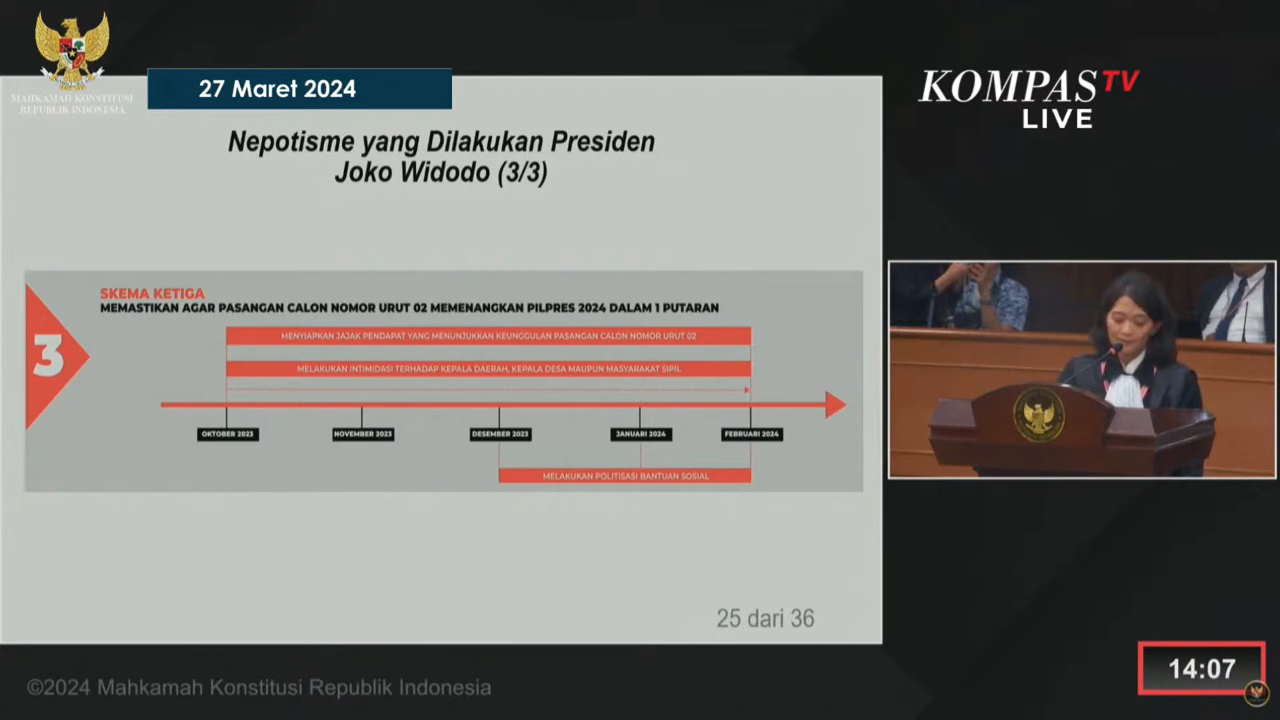 MAHKAMAH KONSTITUSI
REPUBLIK INDONESIA
27 Maret 2024
KOMPAS TV
LIVE
Nepotisme yang Dilakukan Presiden
Joko Widodo (3/3)
3
SKEMA KETIGA
MEMASTIKAN AGAR PASANGAN CALON NOMOR URUT 02 MEMENANGKAN PILPRES 2024 DALAM 1 PUTARAN
MENYIAPKAN JAJAK PENDAPAT YANG MENUNJUKKAN KEUNGGULAN PASANGAN CALON NOMOR URUT 02
MELAKUKAN INTIMIDASI TERHADAP KEPALA DAERAH, KEPALA DESA MAUPUN MASYARAKAT SIPIL
OKTOBER 2023
NOVEMBER 2023
DESEMBER 2023
JANUARI 2024
FEBRUARI 2024
MELAKUKAN POLITISASI BANTUAN SOSIAL
25 dari 36
14:07
©2024 Mahkamah Konstitusi Republik Indonesia